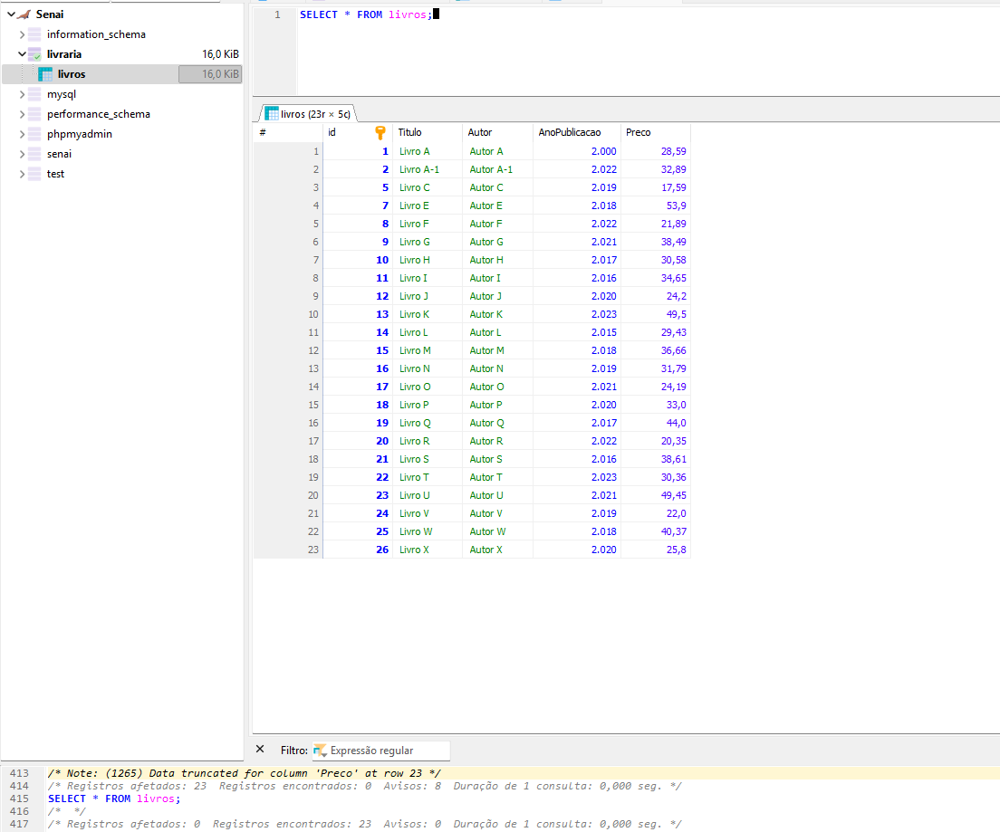 Senai
information_schema
livraria 16,0 KiB
livros 16,0 KiB
mysql
performance_schema
phpmyadmin
senai
test
1 SELECT * FROM livros;
livros (23r × 5c)
# id Titulo Autor AnoPublicacao Preco
1 1 Livro A Autor A 2.000 28,59
2 2 Livro A-1 Autor A-1 2.022 32,89
3 5 Livro C Autor C 2.019 17,59
4 7 Livro E Autor E 2.018 53,9
5 8 Livro F Autor F 2.022 21,89
6 9 Livro G Autor G 2.021 38,49
7 10 Livro H Autor H 2.017 30,58
8 11 Livro I Autor I 2.016 34,65
9 12 Livro J Autor J 2.020 24,2
10 13 Livro K Autor K 2.023 49,5
11 14 Livro L Autor L 2.015 29,43
12 15 Livro M Autor M 2.018 36,66
13 16 Livro N Autor N 2.019 31,79
14 17 Livro O Autor O 2.021 24,19
15 18 Livro P Autor P 2.020 33,0
16 19 Livro Q Autor Q 2.017 44,0
17 20 Livro R Autor R 2.022 20,35
18 21 Livro S Autor S 2.016 38,61
19 22 Livro T Autor T 2.023 30,36
20 23 Livro U Autor U 2.021 49,45
21 24 Livro V Autor V 2.019 22,0
22 25 Livro W Autor W 2.018 40,37
23 26 Livro X Autor X 2.020 25,8
Filtro: Expressão regular
413 /* Note: (1265) Data truncated for column 'Preco' at row 23 */
414 /* Registros afetados: 23 Registros encontrados: 0 Avisos: 8 Duração de 1 consulta: 0,000 seg. */
415 SELECT * FROM livros;
416 /* */
417 /* Registros afetados: 0 Registros encontrados: 23 Avisos: 0 Duração de 1 consulta: 0,000 seg. */